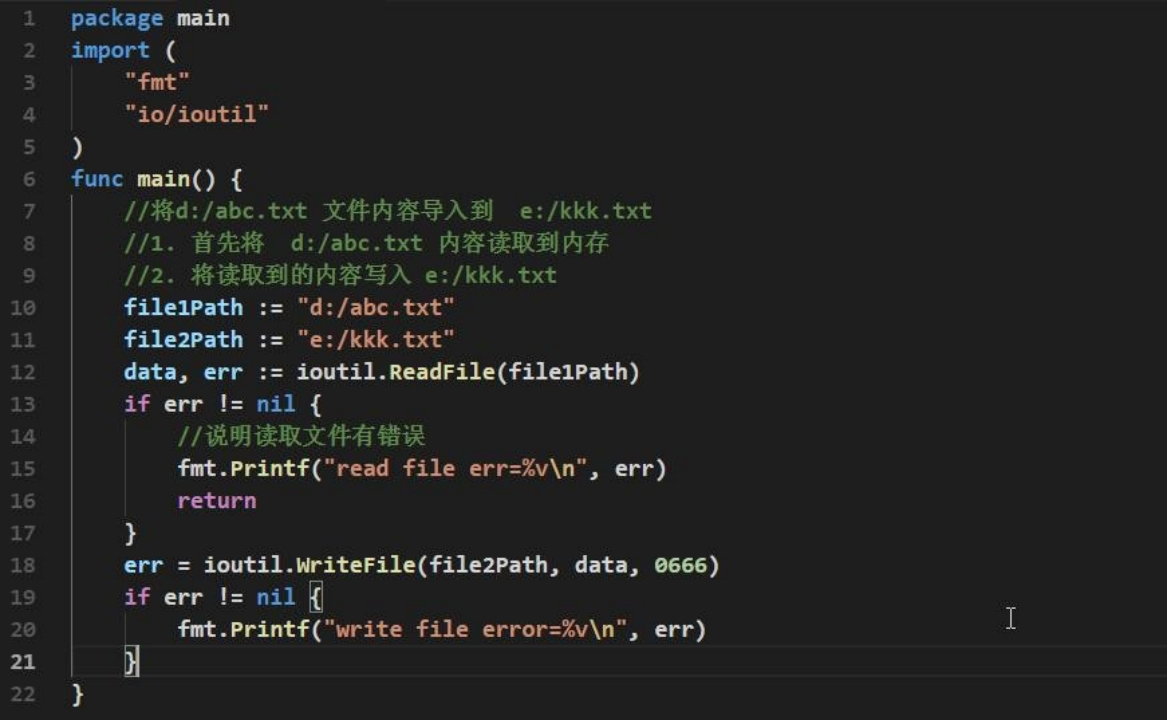 1 package main
2 import (
3     "fmt"
4     "io/ioutil"
5 )
6 func main() {
7     //将d:/abc.txt 文件内容导入到  e:/kkk.txt
8     //1. 首先将  d:/abc.txt 内容读取到内存
9     //2. 将读取到的内容写入 e:/kkk.txt
10     file1Path := "d:/abc.txt"
11     file2Path := "e:/kkk.txt"
12     data, err := ioutil.ReadFile(file1Path)
13     if err != nil {
14         //说明读取文件有错误
15         fmt.Printf("read file err=%v\n", err)
16         return
17     }
18     err = ioutil.WriteFile(file2Path, data, 0666)
19     if err != nil {
20         fmt.Printf("write file error=%v\n", err)
21     }
22 }